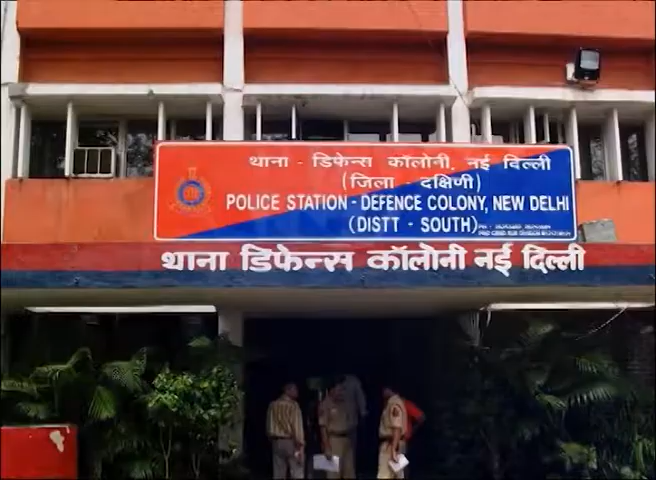 थाना - डिफेन्स कालोनी, नई दिल्ली
(जिला - दक्षिणी)
POLICE STATION - DEFENCE COLONY, NEW DELHI
(DISTT - SOUTH)
थाना डिफेन्स कॉलोनी नई दिल्ली